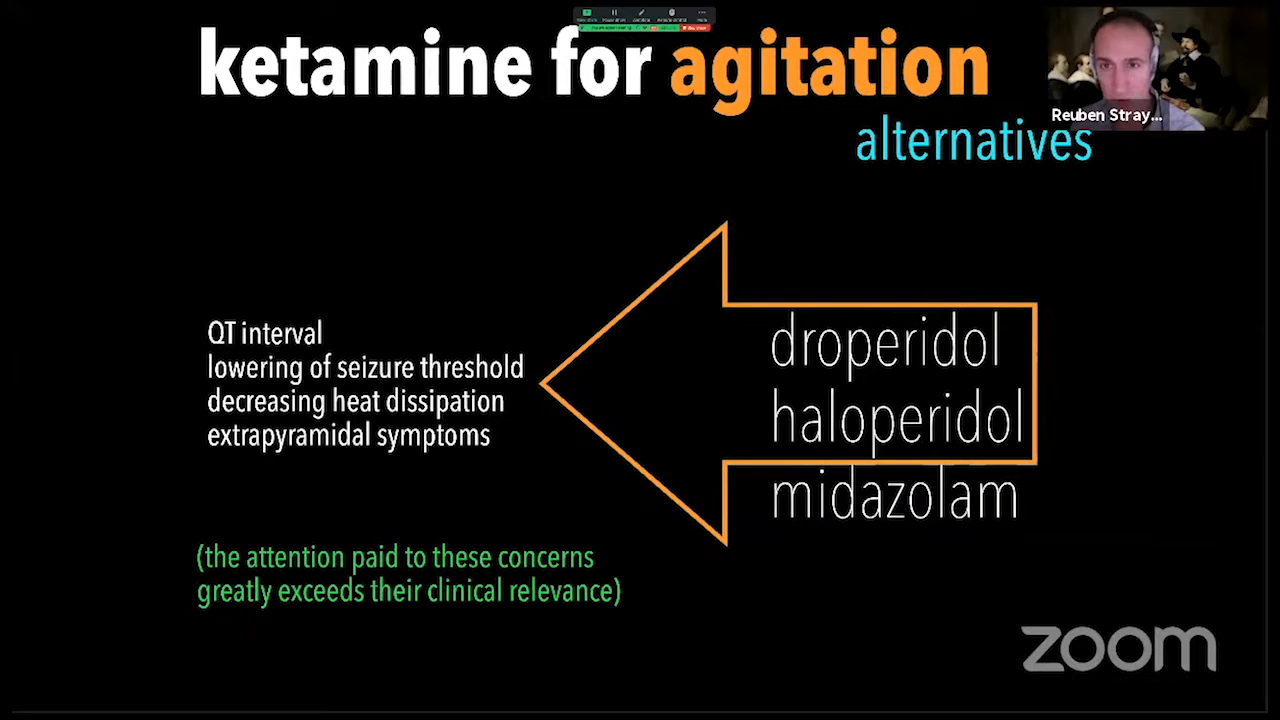 ketamine for agitation
Reuben Stray...
alternatives
QT interval
lowering of seizure threshold
decreasing heat dissipation
extrapyramidal symptoms
droperidol
haloperidol
midazolam
(the attention paid to these concerns
greatly exceeds their clinical relevance)
zoom